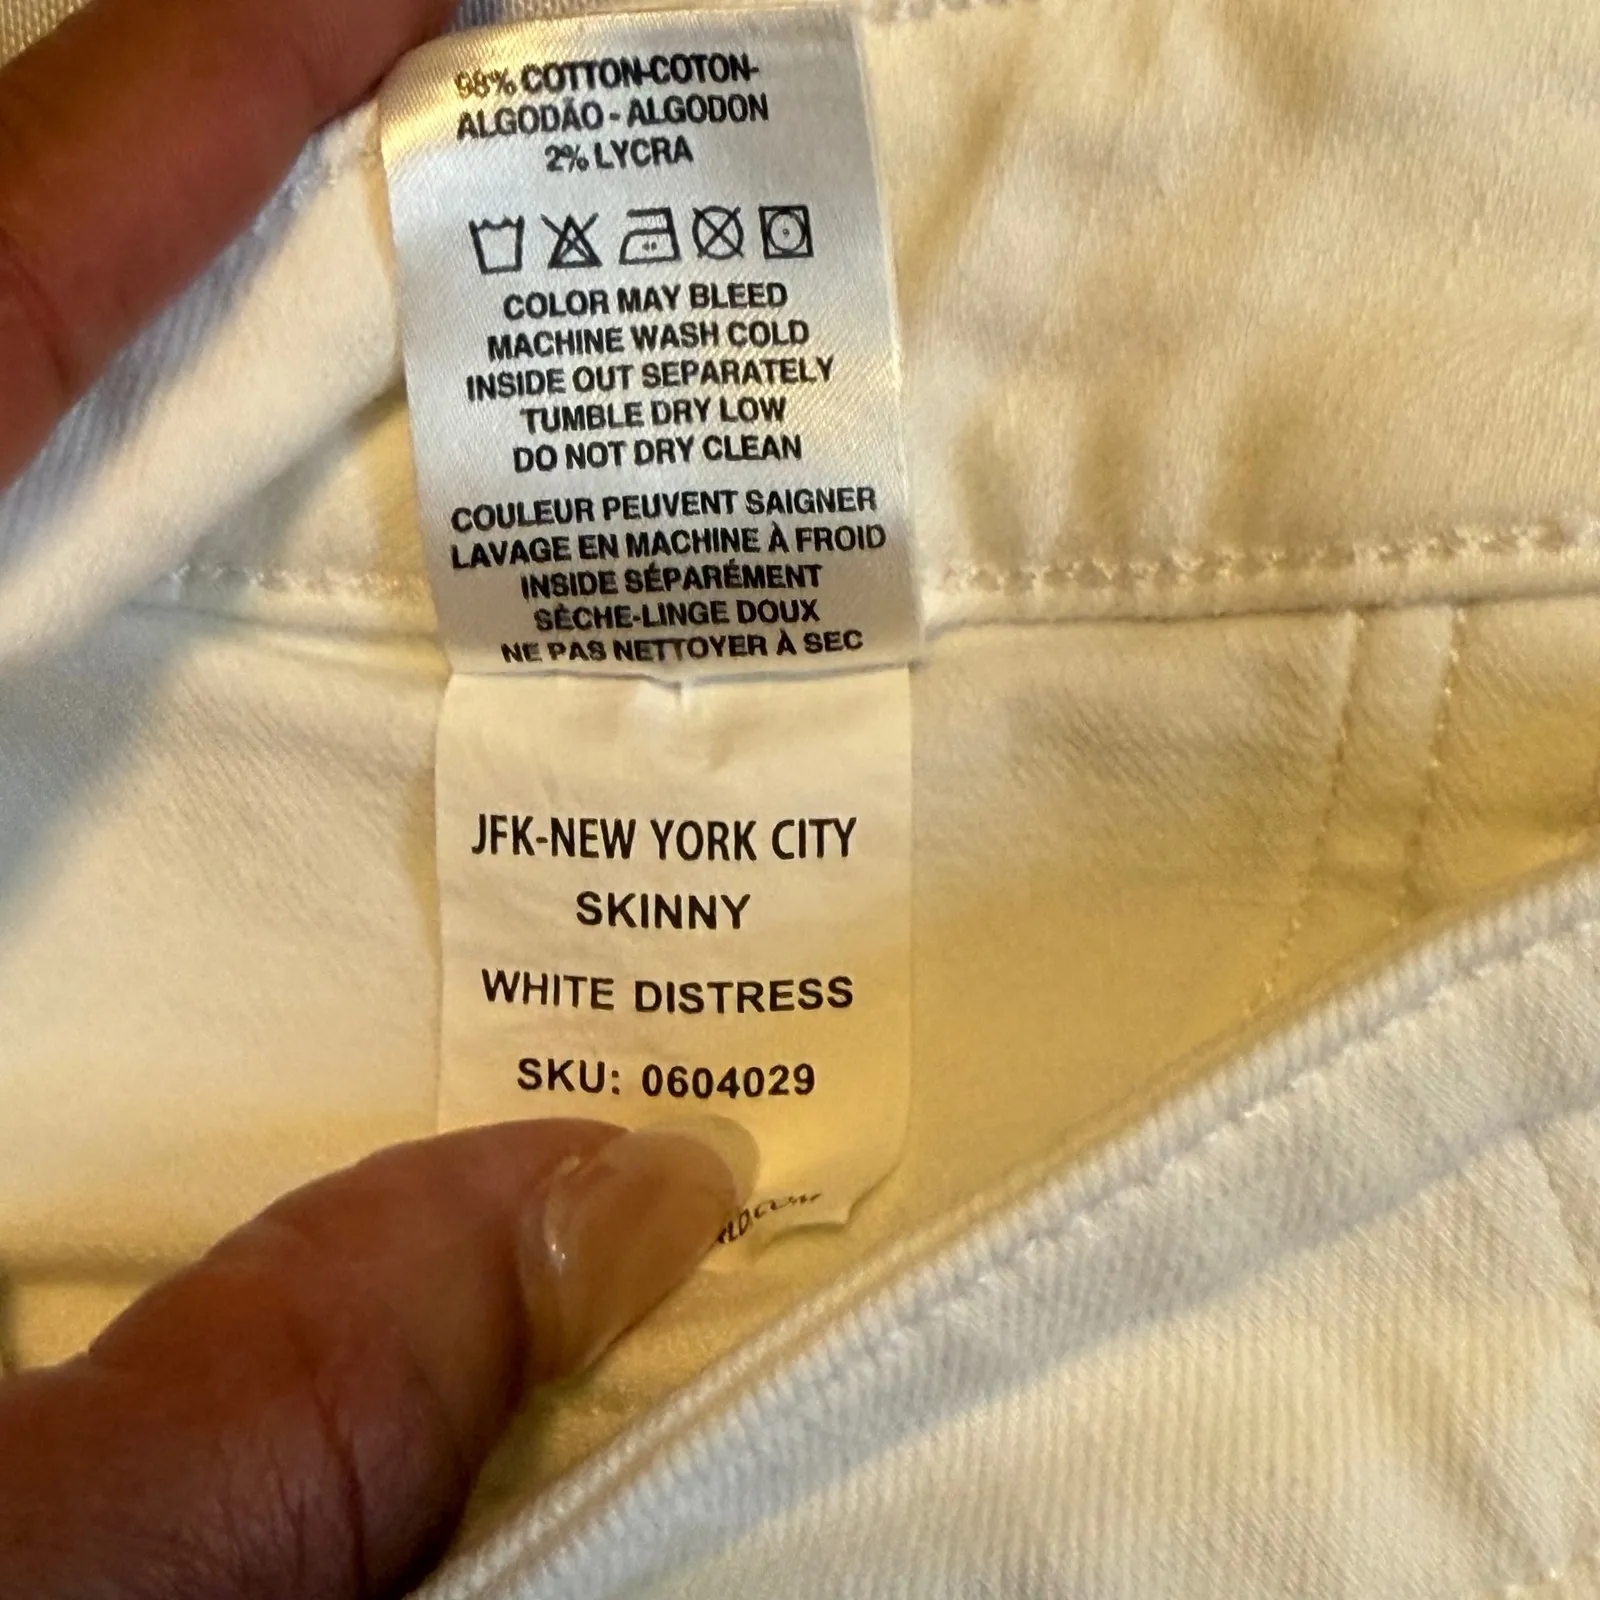 98% COTTON-COTON-
ALGODÃO - ALGODON
2% LYCRA
COLOR MAY BLEED
MACHINE WASH COLD
INSIDE OUT SEPARATELY
TUMBLE DRY LOW
DO NOT DRY CLEAN
COULEUR PEUVENT SAIGNER
LAVAGE EN MACHINE À FROID
INSIDE SÉPARÉMENT
SÈCHE-LINGE DOUX
NE PAS NETTOYER À SEC
JFK-NEW YORK CITY
SKINNY
WHITE DISTRESS
SKU: 0604029